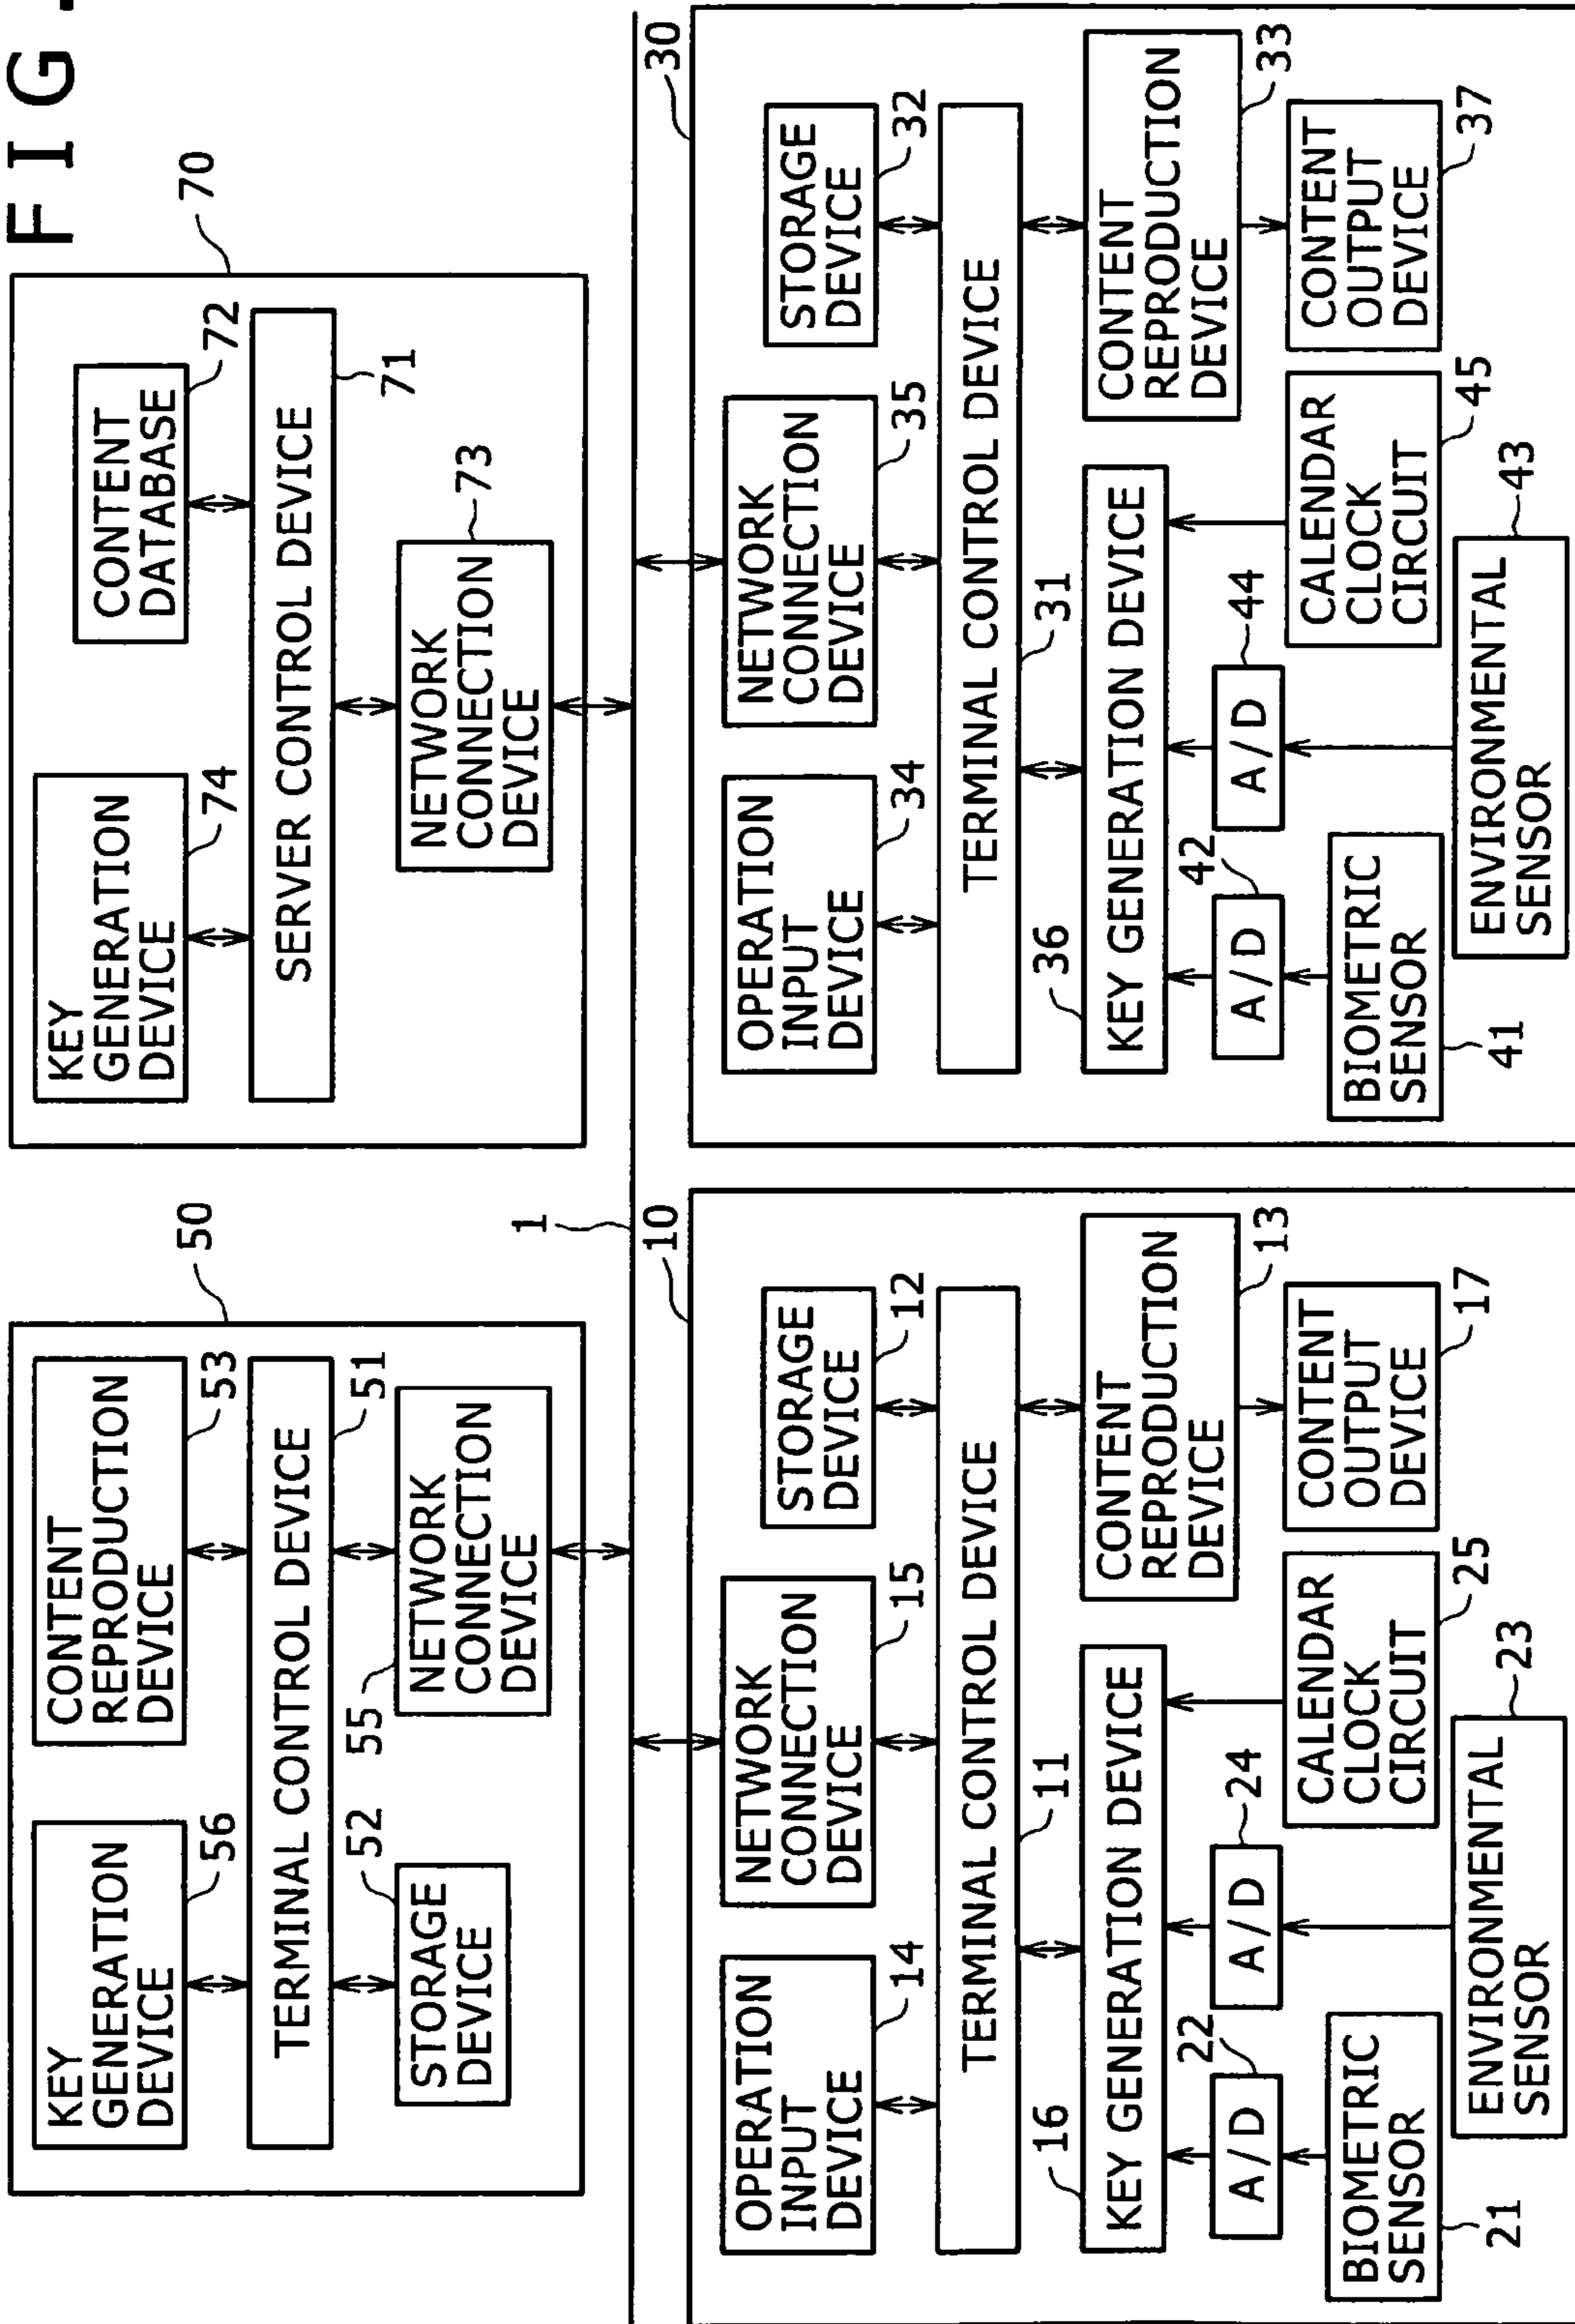 FIG.
50
KEY
GENERATION
DEVICE
56
CONTENT
REPRODUCTION
DEVICE
53
TERMINAL CONTROL DEVICE
51
STORAGE
DEVICE
52
55
NETWORK
CONNECTION
DEVICE
70
KEY
GENERATION
DEVICE
74
CONTENT
DATABASE
72
SERVER CONTROL DEVICE
71
NETWORK
CONNECTION
DEVICE
73
1
10
OPERATION
INPUT
DEVICE
14
NETWORK
CONNECTION
DEVICE
15
STORAGE
DEVICE
12
TERMINAL CONTROL DEVICE
11
16
KEY GENERATION DEVICE
CONTENT
REPRODUCTION
DEVICE
13
22
A/D
24
A/D
BIOMETRIC
SENSOR
21
CALENDAR
CLOCK
CIRCUIT
25
CONTENT
OUTPUT
DEVICE
17
ENVIRONMENTAL
SENSOR
23
30
OPERATION
INPUT
DEVICE
34
NETWORK
CONNECTION
DEVICE
35
STORAGE
DEVICE
32
TERMINAL CONTROL DEVICE
31
36
KEY GENERATION DEVICE
CONTENT
REPRODUCTION
DEVICE
33
42
A/D
44
A/D
BIOMETRIC
SENSOR
41
CALENDAR
CLOCK
CIRCUIT
45
CONTENT
OUTPUT
DEVICE
37
ENVIRONMENTAL
SENSOR
43